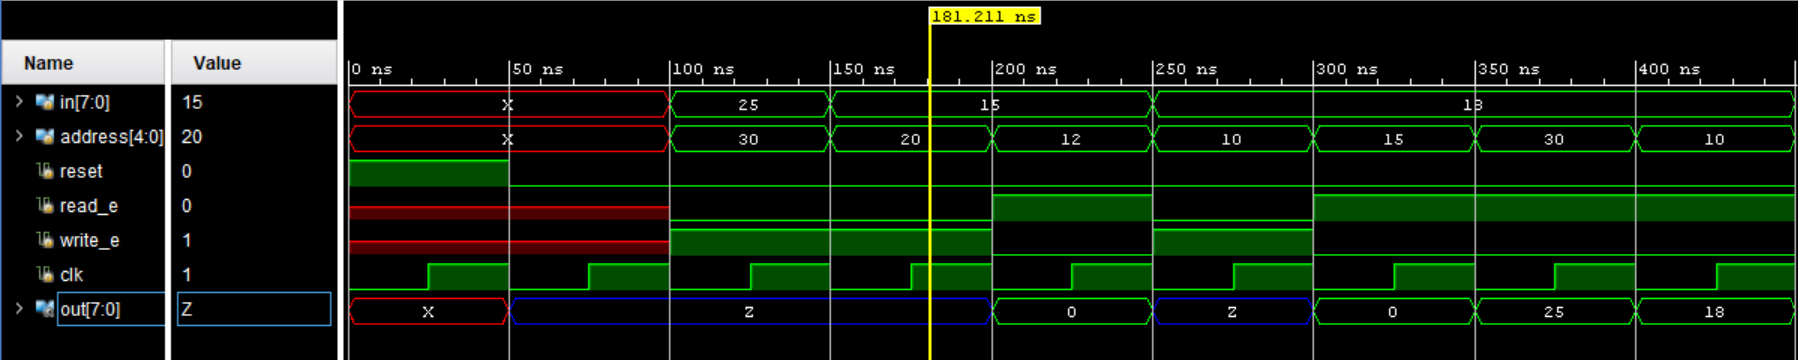 181.211 ns
Name Value
0 ns 50 ns 100 ns 150 ns 200 ns 250 ns 300 ns 350 ns 400 ns
in[7:0] 15 X 25 15 18
address[4:0] 20 X 30 20 12 10 15 30 10
reset 0
read_e 0
write_e 1
clk 1
out[7:0] Z X Z 0 Z 0 25 18